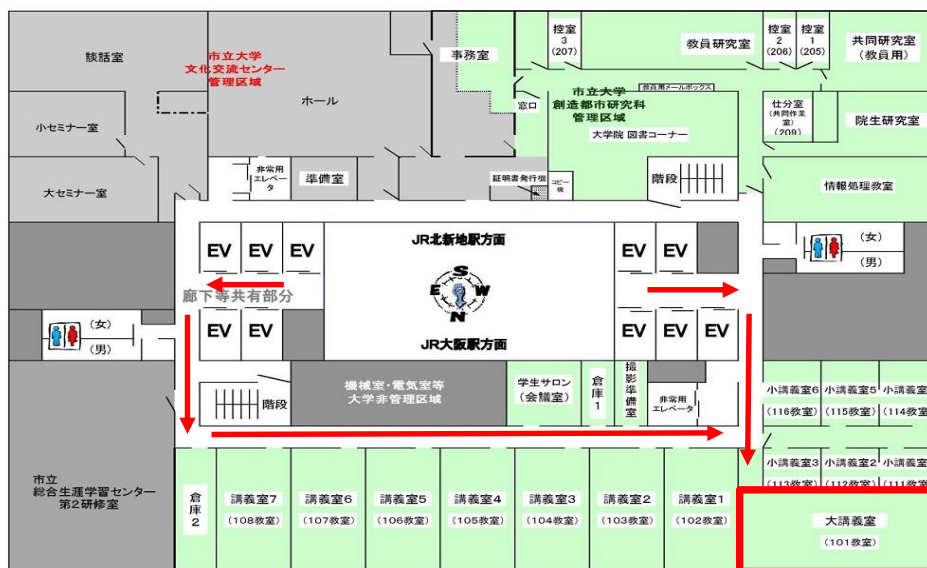 談話室
市立大学
文化交流センター
管理区域
ホール
事務室
控室
3
(207)
教員研究室
控室
2
(206)
控室
1
(205)
共同研究室
(教員用)
小セミナー室
窓口
市立大学
創造都市研究科
管理区域
教員用メールボックス
大学院 図書コーナー
仕分室
(共同作業
室)
(209)
院生研究室
大セミナー室
非常用
エレベー
タ
準備室
証明書発行機
コピー
機
階段
情報処理教室
EV
EV
EV
JR北新地駅方面
EV
EV
(女)
(男)
廊下等共有部分
S
E
W
N
(女)
(男)
EV
EV
JR大阪駅方面
EV
EV
EV
階段
機械室・電気室等
大学非管理区域
学生サロン
(会議室)
倉庫1
撮影準備室
非常用
エレベータ
小講義室6
(116教室)
小講義室5
(115教室)
小講義室4
(114教室)
市立
総合生涯学習センター
第2研修室
倉庫2
講義室7
(108教室)
講義室6
(107教室)
講義室5
(106教室)
講義室4
(105教室)
講義室3
(104教室)
講義室2
(103教室)
講義室1
(102教室)
小講義室3
(113教室)
小講義室2
(112教室)
小講義室
(111教室)
大講義室
(101教室)